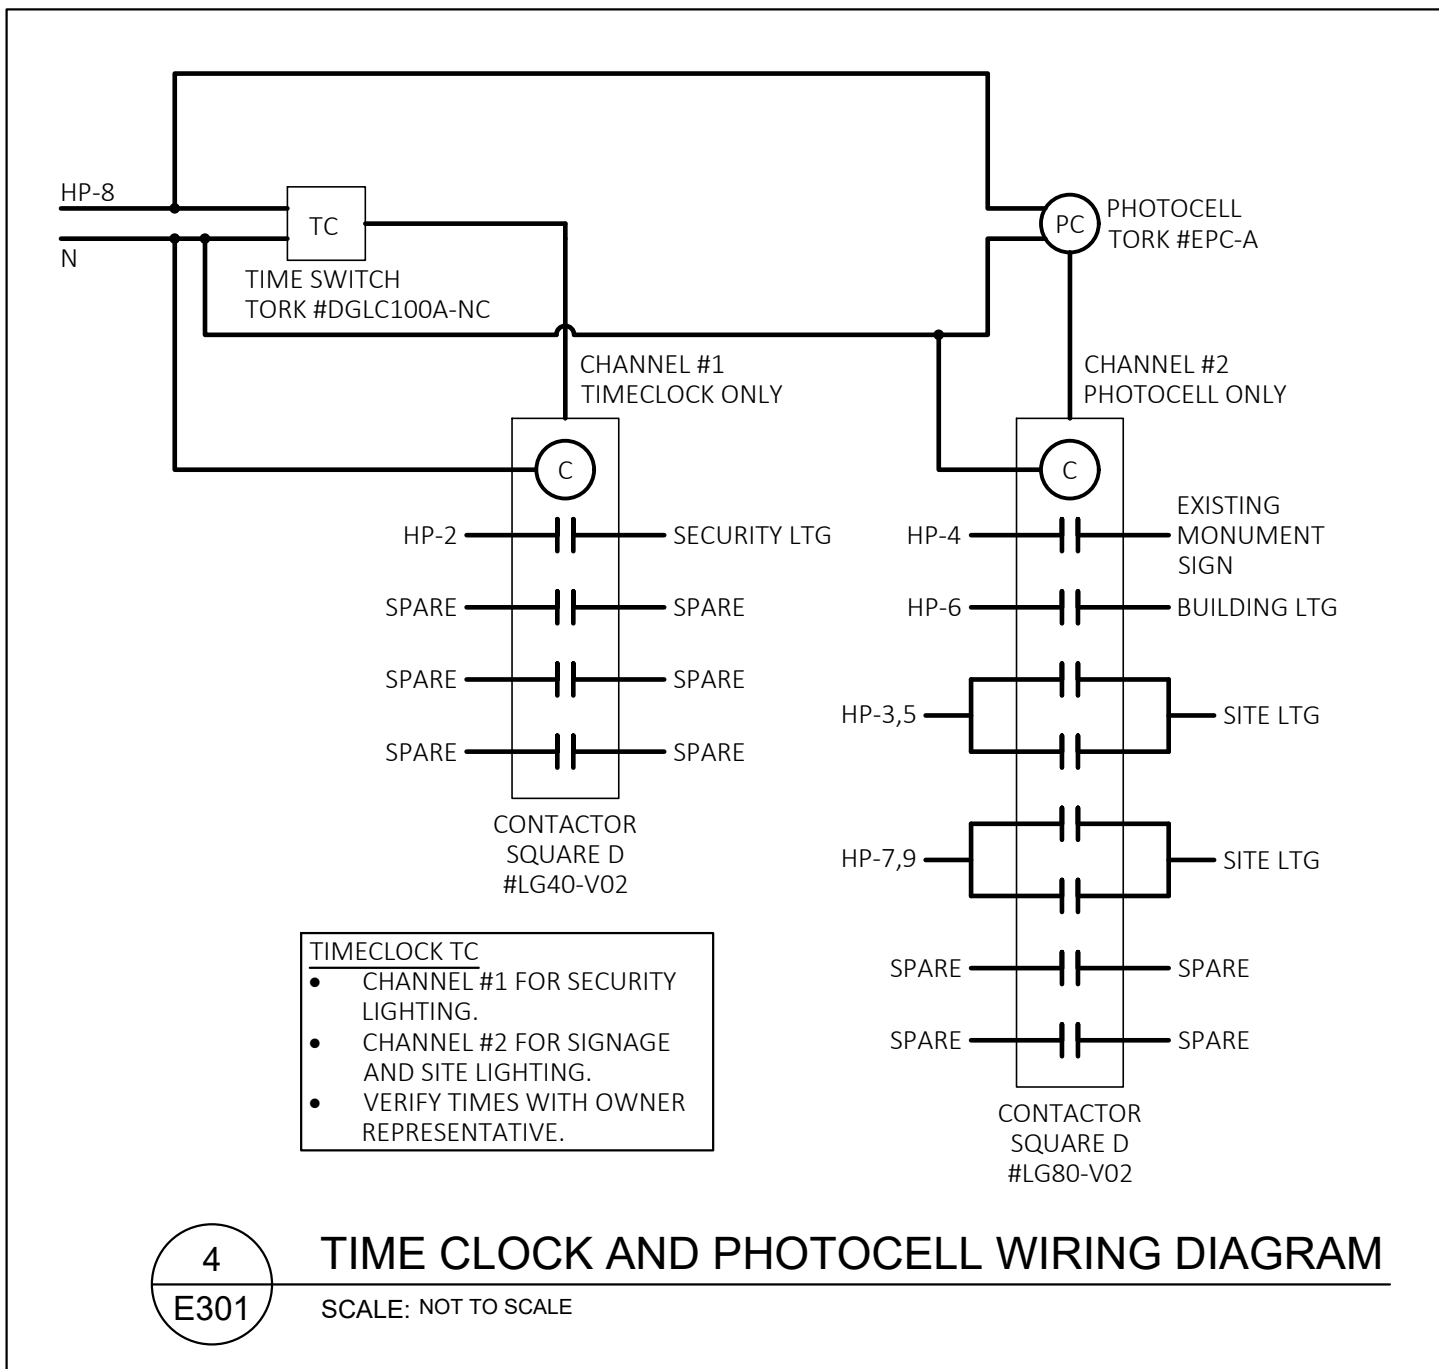 HP-8
N
TC
TIME SWITCH
TORK #DGLC100A-NC
PC
PHOTOCELL
TORK #EPC-A
CHANNEL #1
TIMECLOCK ONLY
CHANNEL #2
PHOTOCELL ONLY
C
HP-2
SECURITY LTG
SPARE
SPARE
SPARE
SPARE
SPARE
SPARE
CONTACTOR
SQUARE D
#LG40-V02
C
HP-4
EXISTING
MONUMENT
SIGN
HP-6
BUILDING LTG
HP-3,5
SITE LTG
HP-7,9
SITE LTG
SPARE
SPARE
SPARE
SPARE
CONTACTOR
SQUARE D
#LG80-V02
TIMECLOCK TC
• CHANNEL #1 FOR SECURITY
LIGHTING.
• CHANNEL #2 FOR SIGNAGE
AND SITE LIGHTING.
• VERIFY TIMES WITH OWNER
REPRESENTATIVE.
4
E301
TIME CLOCK AND PHOTOCELL WIRING DIAGRAM
SCALE: NOT TO SCALE